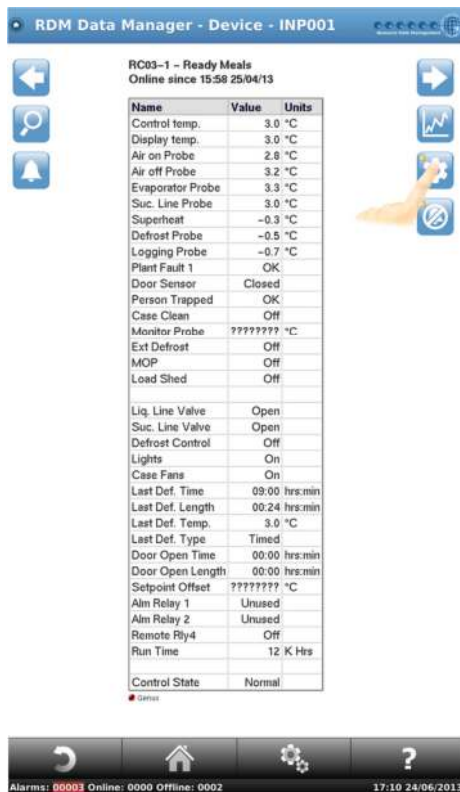 RDM Data Manager - Device - INP001
RC03-1 - Ready Meals
Online since 15:58 25/04/13
Name Value Units
Control temp. 3.0 °C
Display temp. 3.0 °C
Air on Probe 2.8 °C
Air off Probe 3.2 °C
Evaporator Probe 3.3 °C
Suc. Line Probe 3.0 °C
Superheat -0.3 °C
Defrost Probe -0.5 °C
Logging Probe -0.7 °C
Plant Fault 1 OK
Door Sensor Closed
Person Trapped OK
Case Clean Off
Monitor Probe ???????? °C
Ext Defrost Off
MOP Off
Load Shed Off
Liq. Line Valve Open
Suc. Line Valve Open
Defrost Control Off
Lights On
Case Fans On
Last Def. Time 09:00 hrs:min
Last Def. Length 00:24 hrs:min
Last Def. Temp. 3.0 °C
Last Def. Type Timed
Door Open Time 00:00 hrs:min
Door Open Length 00:00 hrs:min
Setpoint Offset ???????? °C
Alm Relay 1 Unused
Alm Relay 2 Unused
Remote Rly4 Off
Run Time 12 K Hrs
Control State Normal
?
Alarms: 00003 Online: 0000 Offline: 0002 17:10 24/06/2013